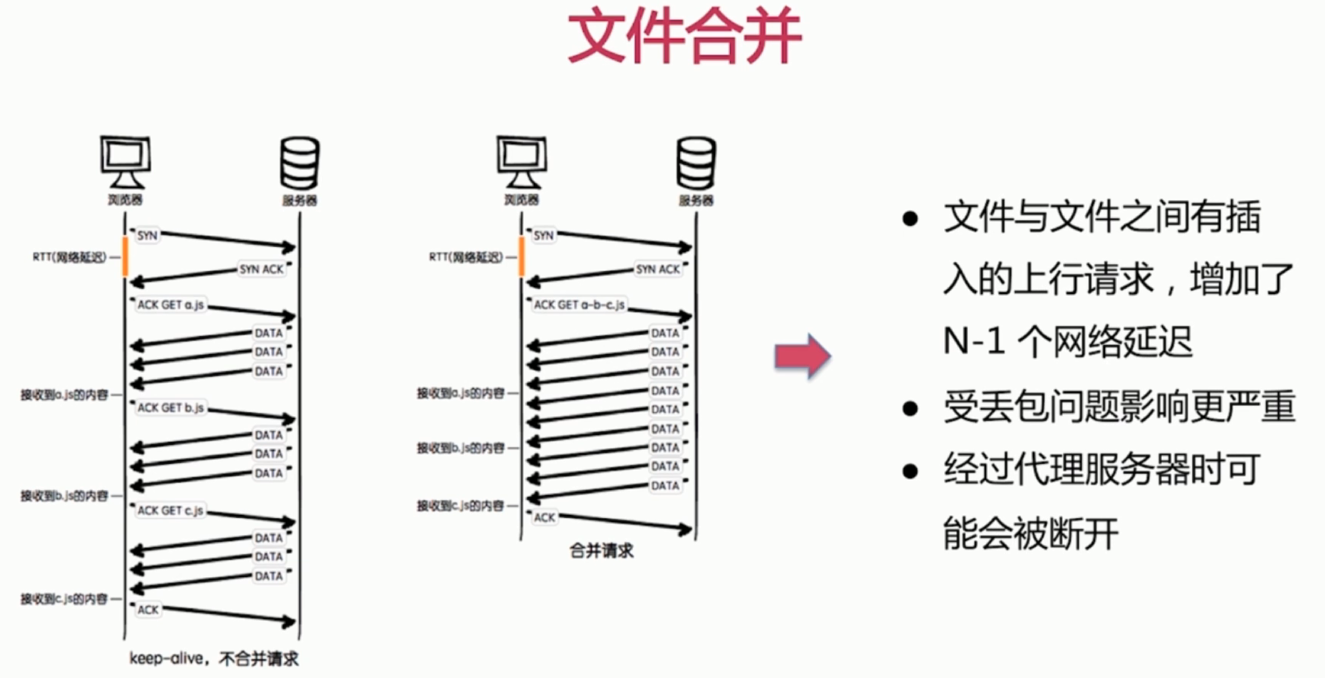 文件合并
浏览器
服务器
SYN
RTT(网络延迟)
SYN ACK
ACK GET a.js
DATA
DATA
DATA
接收到a.js的内容
ACK GET b.js
DATA
DATA
DATA
接收到b.js的内容
ACK GET c.js
DATA
DATA
DATA
接收到c.js的内容
ACK
keep-alive，不合并请求
浏览器
服务器
SYN
RTT(网络延迟)
SYN ACK
ACK GET a-b-c.js
DATA
DATA
DATA
接收到a.js的内容
DATA
DATA
DATA
接收到b.js的内容
DATA
DATA
DATA
接收到c.js的内容
ACK
合并请求
● 文件与文件之间有插
入的上行请求，增加了
N-1 个网络延迟
● 受丢包问题影响更严重
● 经过代理服务器时可
能会被断开